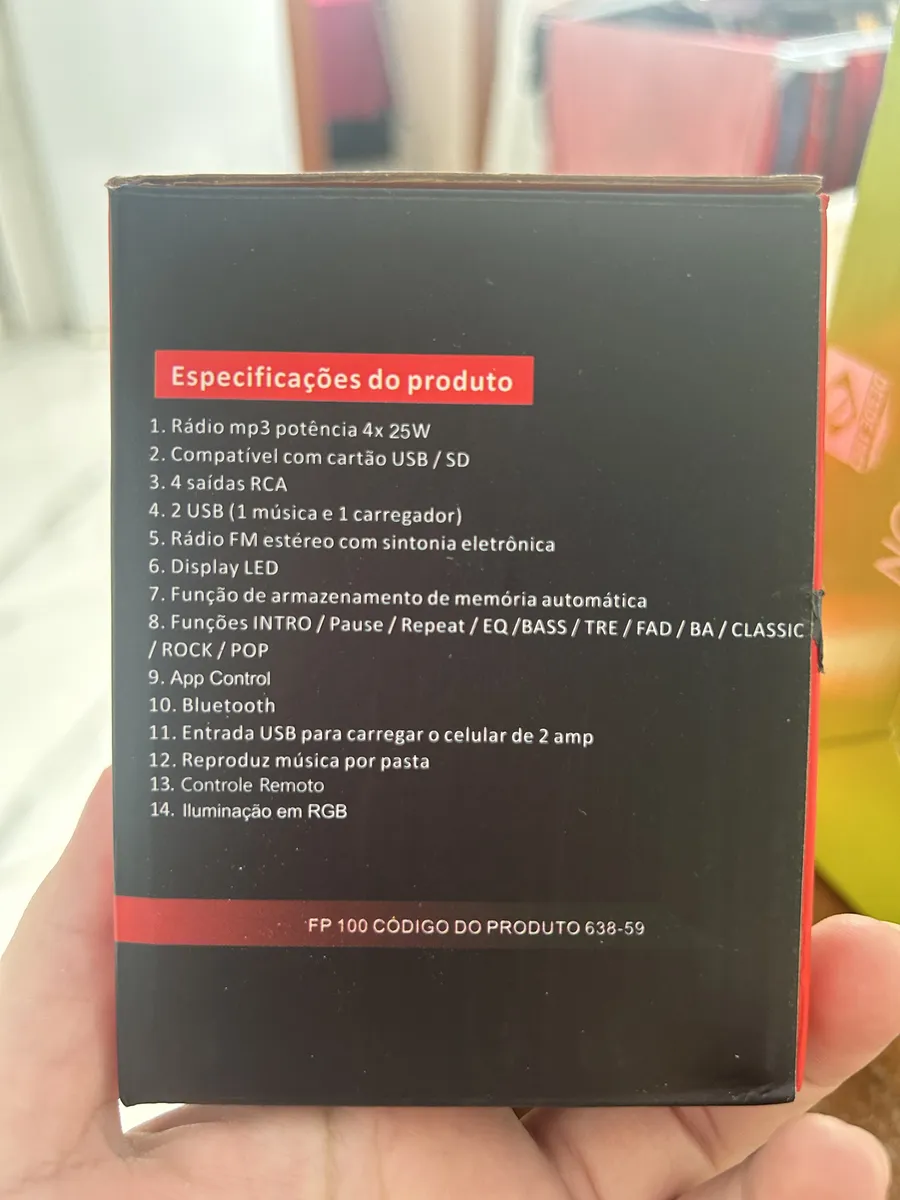 Especificações do produto
1. Rádio mp3 potência 4x 25W
2. Compatível com cartão USB / SD
3. 4 saídas RCA
4. 2 USB (1 música e 1 carregador)
5. Rádio FM estéreo com sintonia eletrônica
6. Display LED
7. Função de armazenamento de memória automática
8. Funções INTRO / Pause / Repeat / EQ /BASS / TRE / FAD / BA / CLASSIC
/ ROCK / POP
9. App Control
10. Bluetooth
11. Entrada USB para carregar o celular de 2 amp
12. Reproduz música por pasta
13. Controle Remoto
14. Iluminação em RGB
FP 100 CÓDIGO DO PRODUTO 638-59